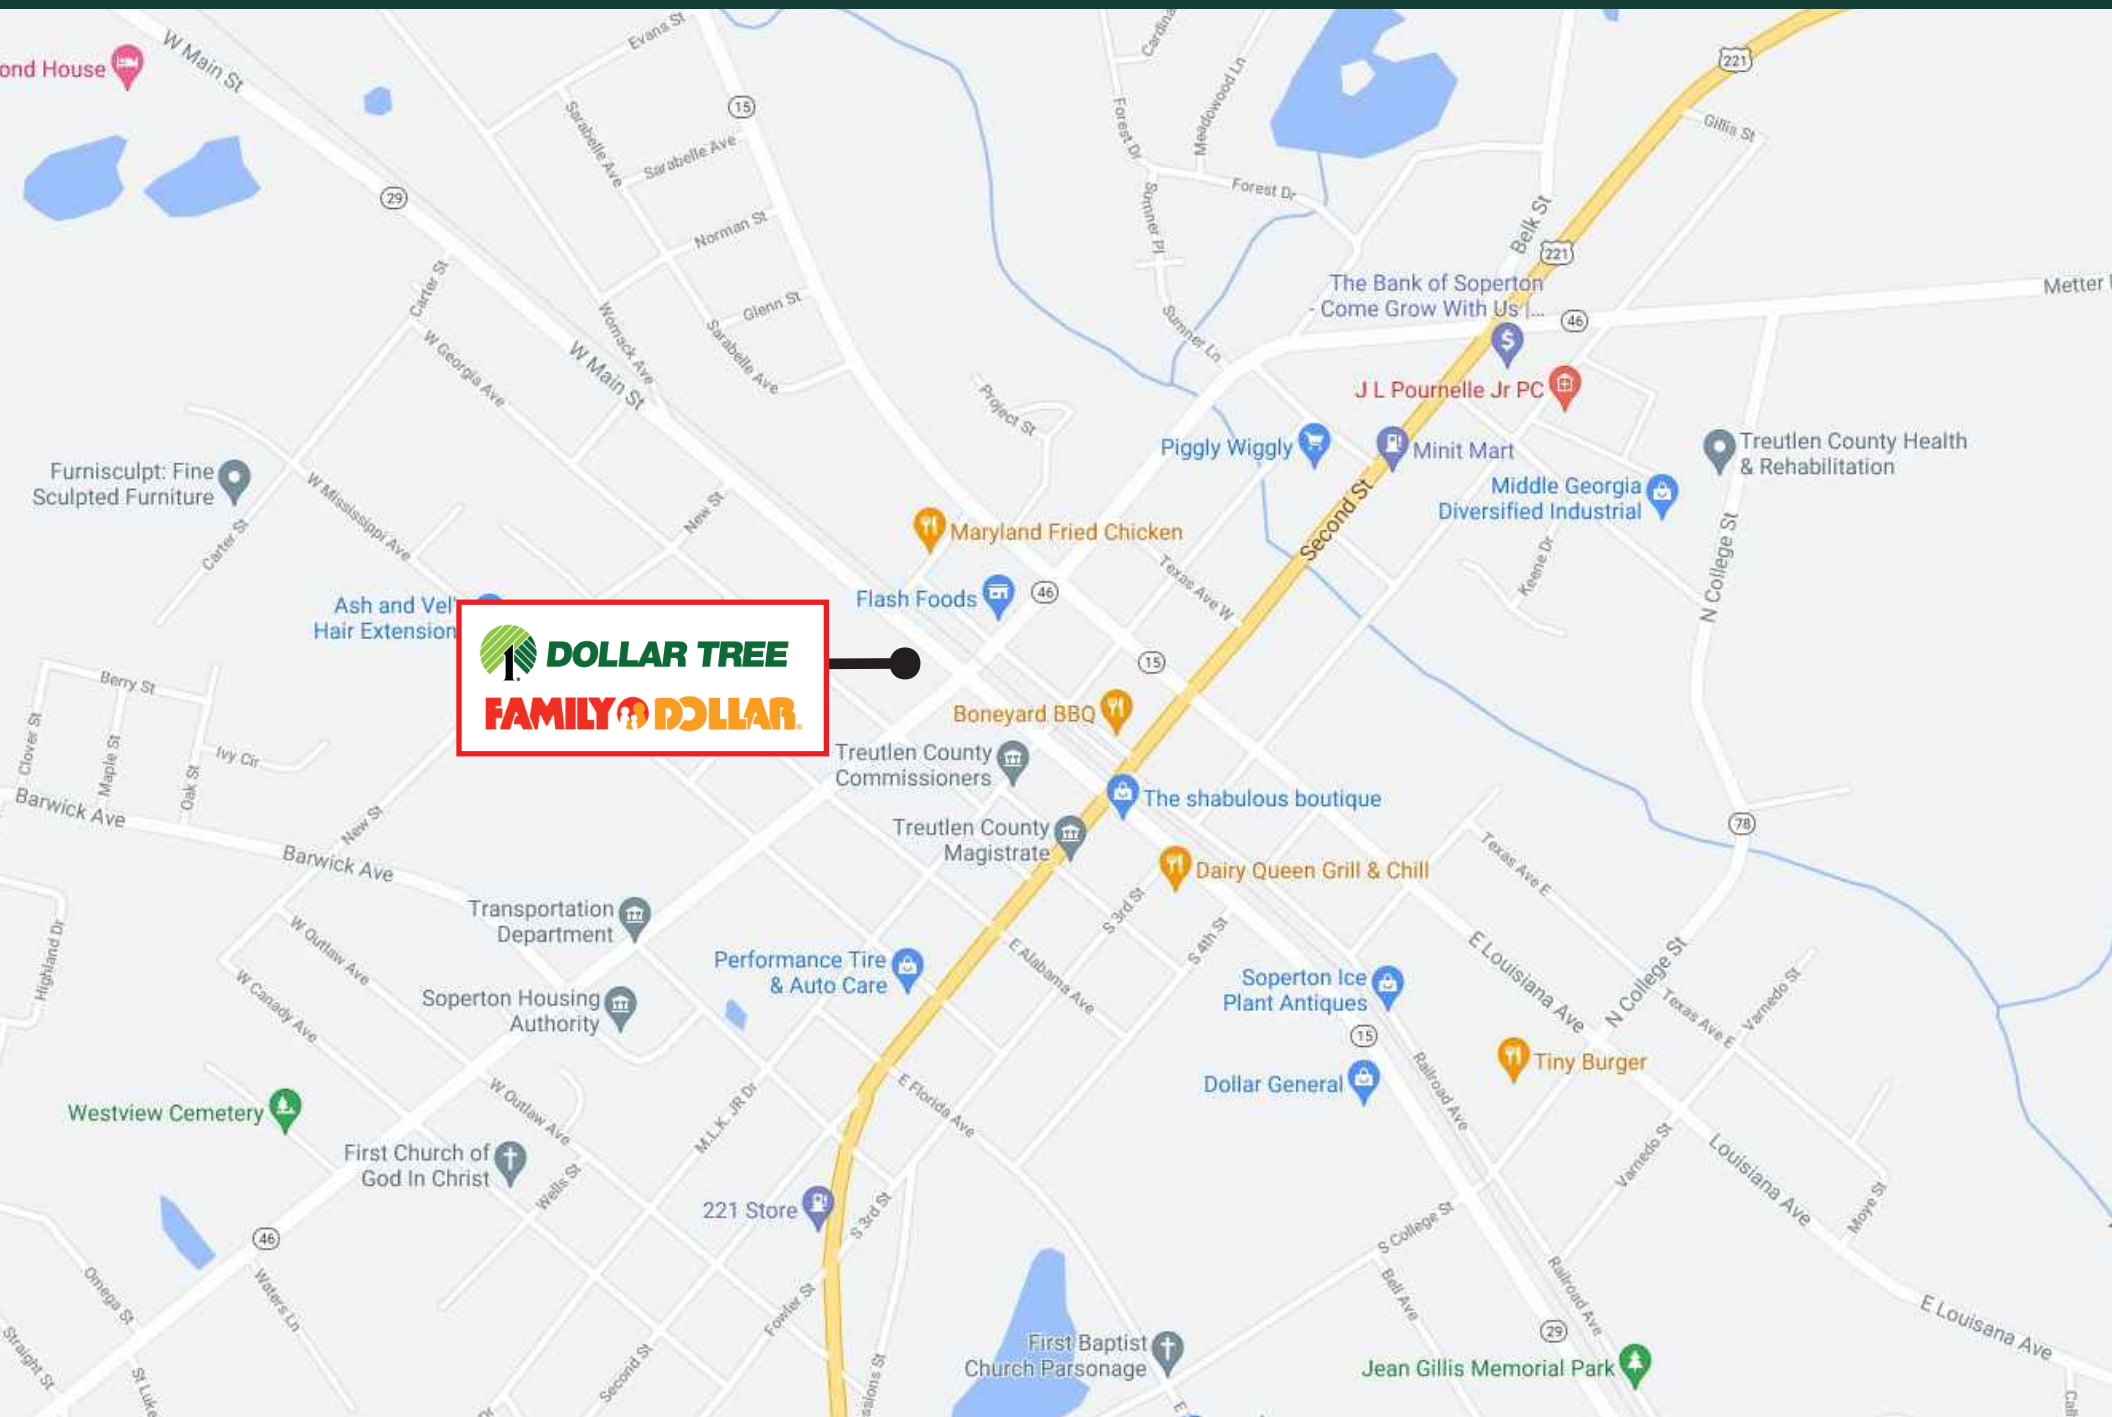 Evans St
W Main St
ond House
Cardina
221
15
Meadowood Ln
Sarabelle Ave
Forest Dr
Gillis St
Sarabelle Ave
Forest Dr
29
Sumner Pl
Norman St
Belk St
221
Carter St
The Bank of Soperton
- Come Grow With Us |...
Metter
Glenn St
46
Womack Ave
W Georgia Ave
Sarabelle Ave
Sumner Ln
W Main St
J L Pournelle Jr PC
Project St
Piggly Wiggly
Minit Mart
Treutlen County Health
& Rehabilitation
Furnisculpt: Fine
Sculpted Furniture
W Mississippi Ave
New St
Middle Georgia
Diversified Industrial
Second St
Maryland Fried Chicken
Carter St
N College St
Keene Dr
Texas Ave W
Flash Foods
46
Ash and Vel'
Hair Extension
DOLLAR TREE
1
FAMILY DOLLAR
15
Berry St
Boneyard BBQ
Clover St
Maple St
Ivy Cir
Oak St
Treutlen County
Commissioners
The shabulous boutique
Barwick Ave
New St
78
Treutlen County
Magistrate
Barwick Ave
Texas Ave E
Dairy Queen Grill & Chill
S 3rd St
Transportation
Department
Highland Dr
W Outlaw Ave
S 4th St
E Alabama Ave
E Louisiana Ave
Performance Tire
& Auto Care
W Canady Ave
Soperton Ice
Plant Antiques
N College St
Texas Ave E
Varnedo St
Soperton Housing
Authority
15
Tiny Burger
Dollar General
Railroad Ave
E Florida Ave
W Outlaw Ave
M.L.K. JR Dr
Westview Cemetery
First Church of
God In Christ
Wells St
Varnedo St
Louisiana Ave
Moye St
221 Store
S 3rd St
S College St
46
Omega St
Waters Ln
Bell Ave
Railroad Ave
Fowler St
E Louisana Ave
29
First Baptist
Church Parsonage
Straight St
Second St
Jean Gillis Memorial Park
St Luke
ssions St
Dr
E
Call